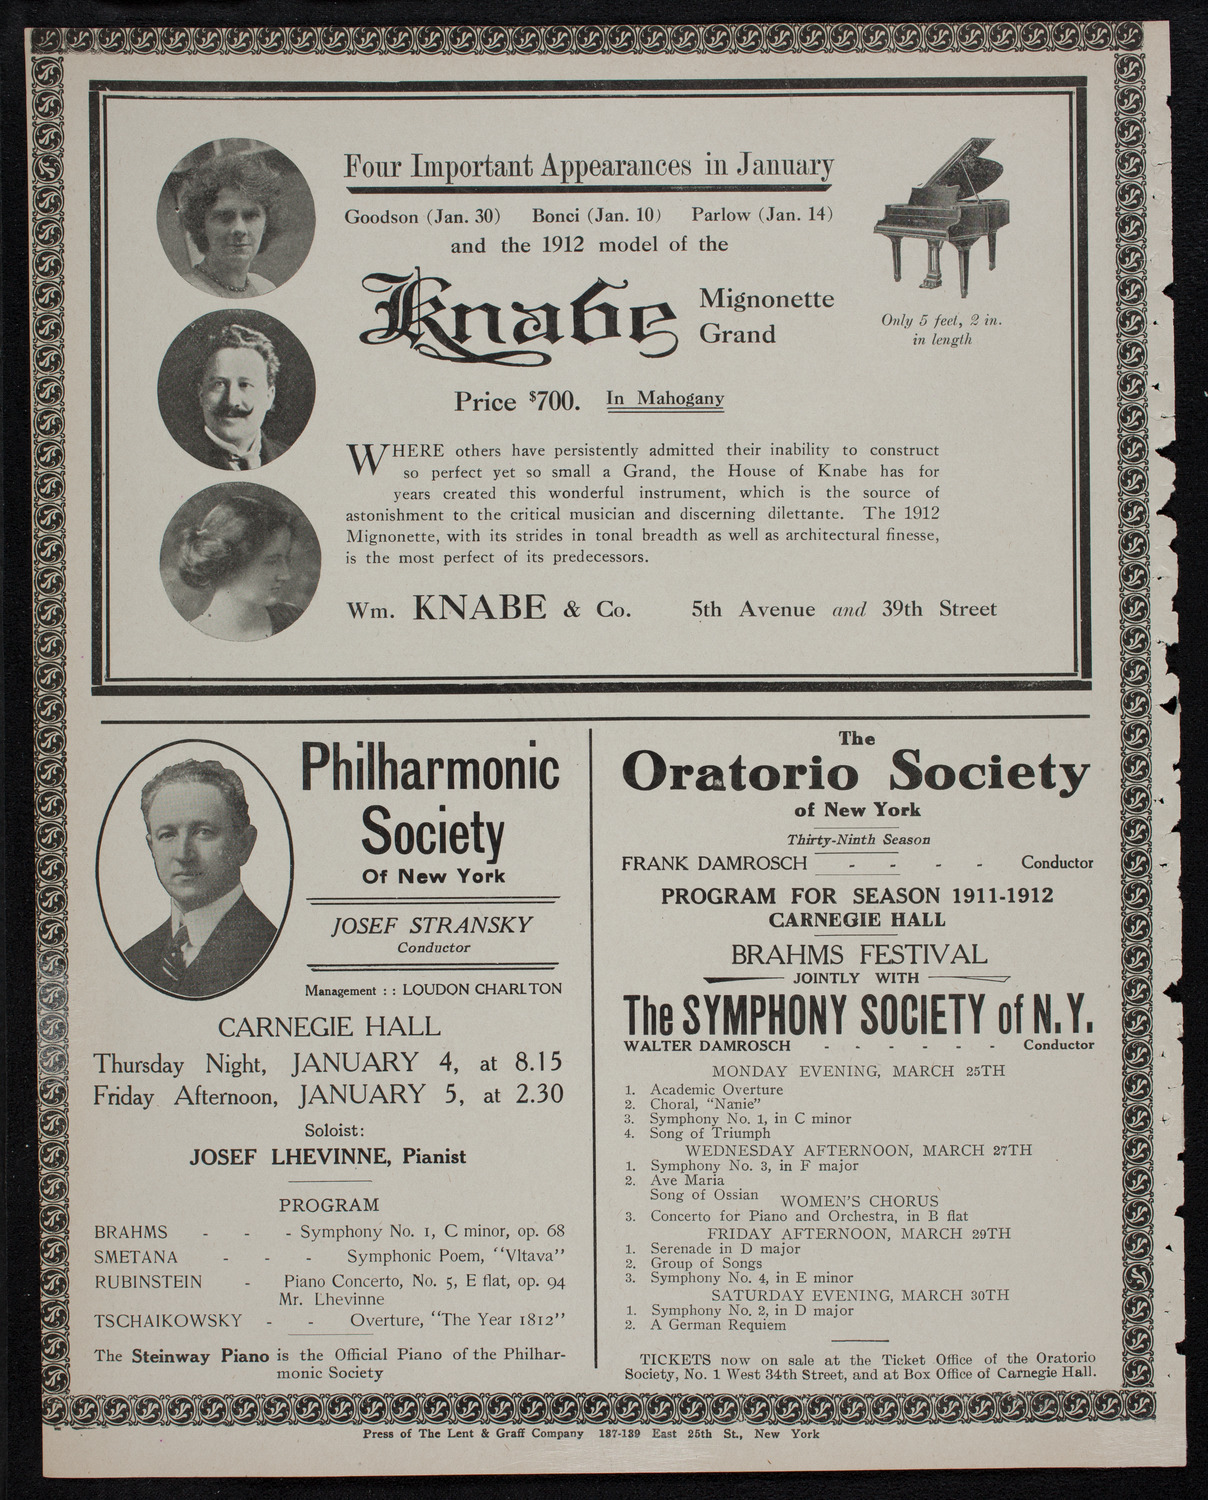 Four Important Appearances in January
Goodson (Jan. 30) Bonci (Jan. 10) Parlow (Jan. 14)
and the 1912 model of the
Knabe Mignonette
Grand
Only 5 feet, 2 in.
in length
Price $700. In Mahogany
WHERE others have persistently admitted their inability to construct
so perfect yet so small a Grand, the House of Knabe has for
years created this wonderful instrument, which is the source of
astonishment to the critical musician and discerning dilettante. The 1912
Mignonette, with its strides in tonal breadth as well as architectural finesse,
is the most perfect of its predecessors.
Wm. KNABE & Co. 5th Avenue and 39th Street
Philharmonic
Society
Of New York
JOSEF STRANSKY
Conductor
Management : : LOUDON CHARLTON
CARNEGIE HALL
Thursday Night, JANUARY 4, at 8.15
Friday Afternoon, JANUARY 5, at 2.30
Soloist:
JOSEF LHEVINNE, Pianist
PROGRAM
BRAHMS - - - Symphony No. 1, C minor, op. 68
SMETANA - - - Symphonic Poem, "Vltava"
RUBINSTEIN - Piano Concerto, No. 5, E flat, op. 94
Mr. Lhevinne
TSCHAIKOWSKY - - Overture, "The Year 1812"
The Steinway Piano is the Official Piano of the Philhar-
monic Society
The
Oratorio Society
of New York
Thirty-Ninth Season
FRANK DAMROSCH - - - - Conductor
PROGRAM FOR SEASON 1911-1912
CARNEGIE HALL
BRAHMS FESTIVAL
JOINTLY WITH
The SYMPHONY SOCIETY of N.Y.
WALTER DAMROSCH - - - - - - Conductor
MONDAY EVENING, MARCH 25TH
1. Academic Overture
2. Choral, "Nanie"
3. Symphony No. 1, in C minor
4. Song of Triumph
WEDNESDAY AFTERNOON, MARCH 27TH
1. Symphony No. 3, in F major
2. Ave Maria
Song of Ossian WOMEN'S CHORUS
3. Concerto for Piano and Orchestra, in B flat
FRIDAY AFTERNOON, MARCH 29TH
1. Serenade in D major
2. Group of Songs
3. Symphony No. 4, in E minor
SATURDAY EVENING, MARCH 30TH
1. Symphony No. 2, in D major
2. A German Requiem
TICKETS now on sale at the Ticket Office of the Oratorio
Society, No. 1 West 34th Street, and at Box Office of Carnegie Hall.
Press of The Lent & Graff Company 137-139 East 25th St., New York